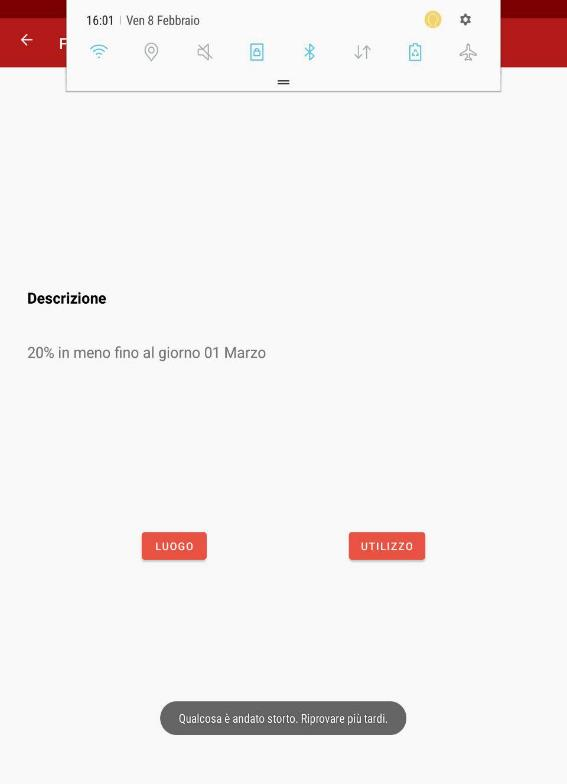 16:01 | Ven 8 Febbraio
F
Descrizione
20% in meno fino al giorno 01 Marzo
LUOGO
UTILIZZO
Qualcosa è andato storto. Riprovare più tardi.